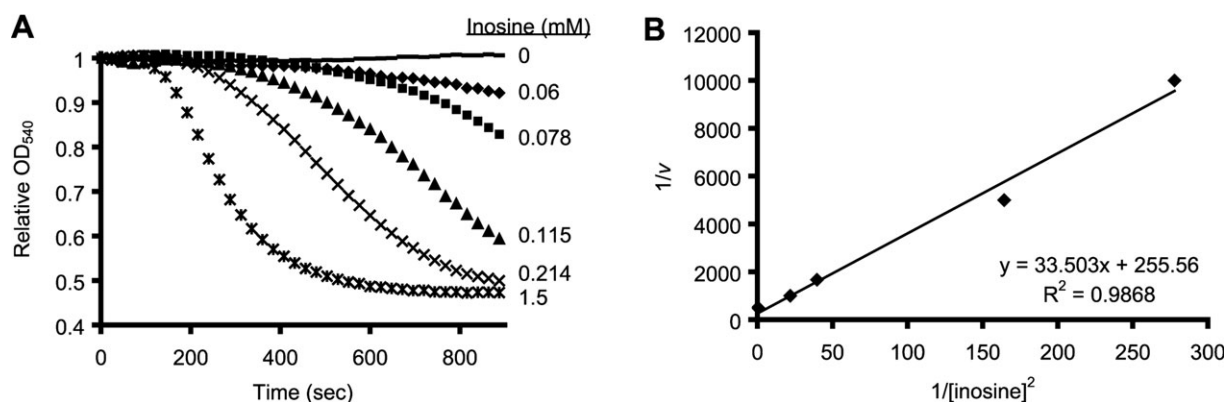 A
Inosine (mM)
0
0.06
0.078
0.115
0.214
1.5
1
0.9
0.8
0.7
0.6
0.5
0.4
Relative OD540
0 200 400 600 800
Time (sec)
B
12000
10000
8000
6000
4000
2000
0
1/v
y = 33.503x + 255.56
R² = 0.9868
0 50 100 150 200 250 300
1/[inosine]²